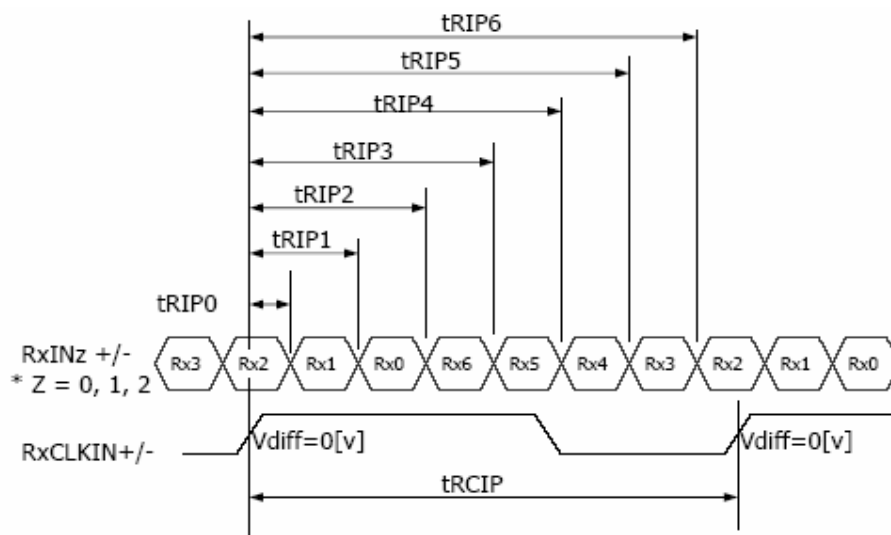 tRIP6
tRIP5
tRIP4
tRIP3
tRIP2
tRIP1
tRIP0
RxINz +/-
* Z = 0, 1, 2
Rx3 Rx2 Rx1 Rx0 Rx6 Rx5 Rx4 Rx3 Rx2 Rx1 Rx0
RxCLKIN+/-
Vdiff=0[v] Vdiff=0[v]
tRCIP